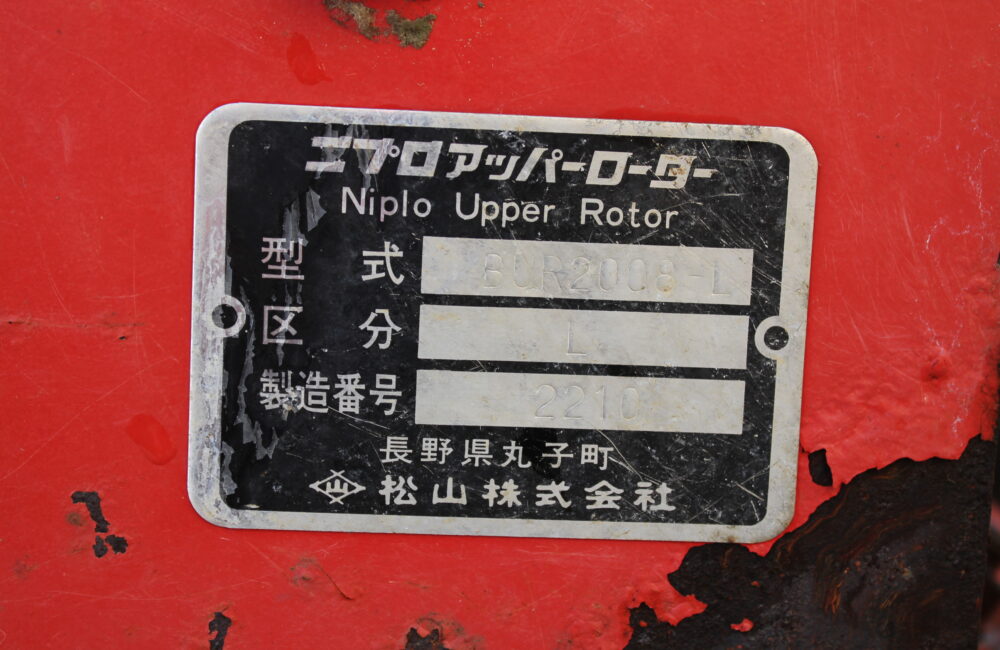 ニプロアッパーローター
Niplo Upper Rotor
型式 BUR2008-L
区分 L
製造番号 2210
長野県丸子町
松山株式会社